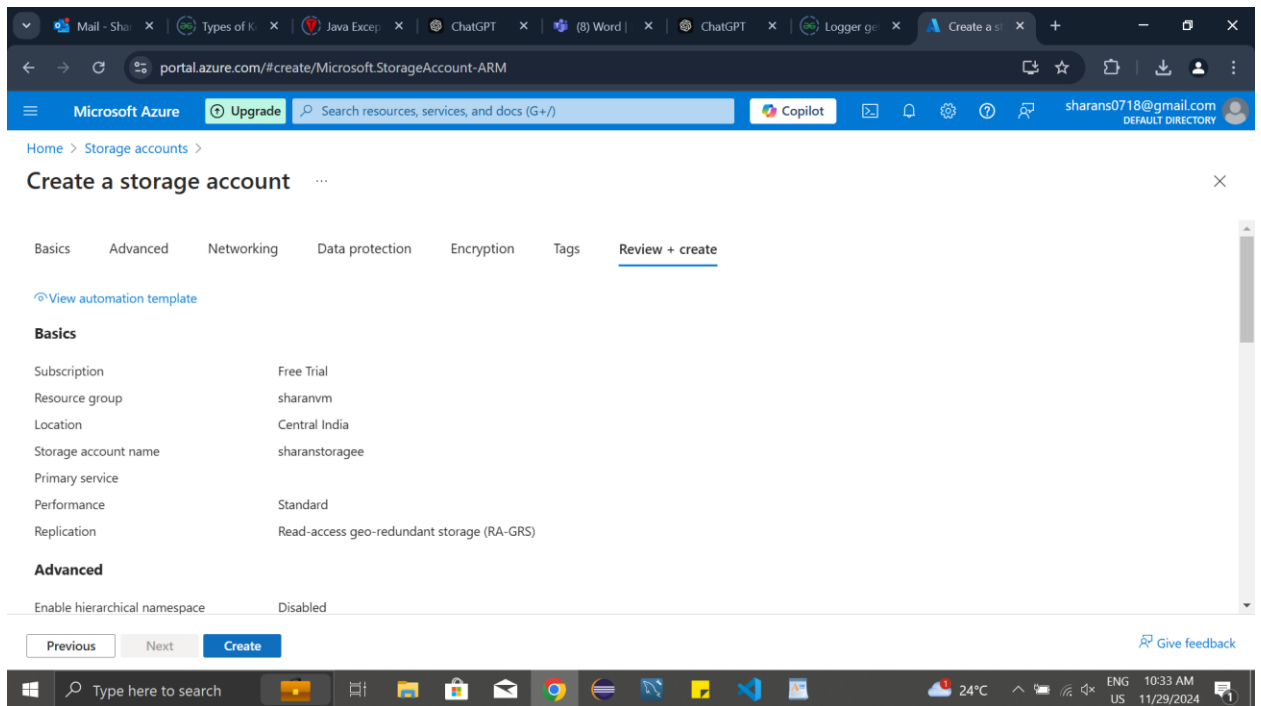 Mail - Shar
Types of K
Java Excep
ChatGPT
(8) Word |
ChatGPT
Logger ge
Create a st
portal.azure.com/#create/Microsoft.StorageAccount-ARM
Microsoft Azure
Upgrade
Search resources, services, and docs (G+/)
Copilot
sharans0718@gmail.com
DEFAULT DIRECTORY
Home > Storage accounts >
Create a storage account ...
Basics Advanced Networking Data protection Encryption Tags Review + create
View automation template
Basics
Subscription Free Trial
Resource group sharanvm
Location Central India
Storage account name sharanstoragee
Primary service
Performance Standard
Replication Read-access geo-redundant storage (RA-GRS)
Advanced
Enable hierarchical namespace Disabled
Previous Next Create Give feedback
Type here to search
1
24°C
ENG
US
10:33 AM
11/29/2024
1